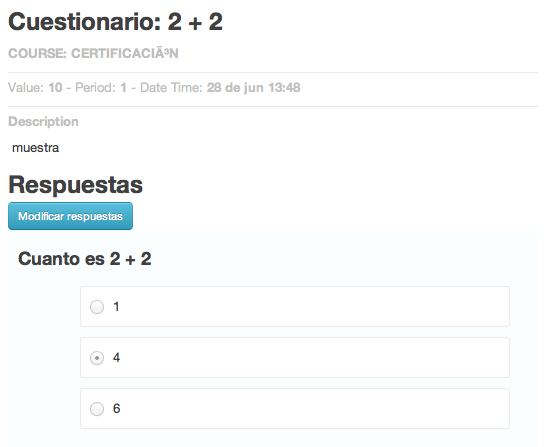 Cuestionario: 2 + 2
COURSE: CERTIFICACIÃ³N
Value: 10 - Period: 1 - Date Time: 28 de jun 13:48
Description
muestra
Respuestas
Modificar respuestas
Cuanto es 2 + 2
1
4
6